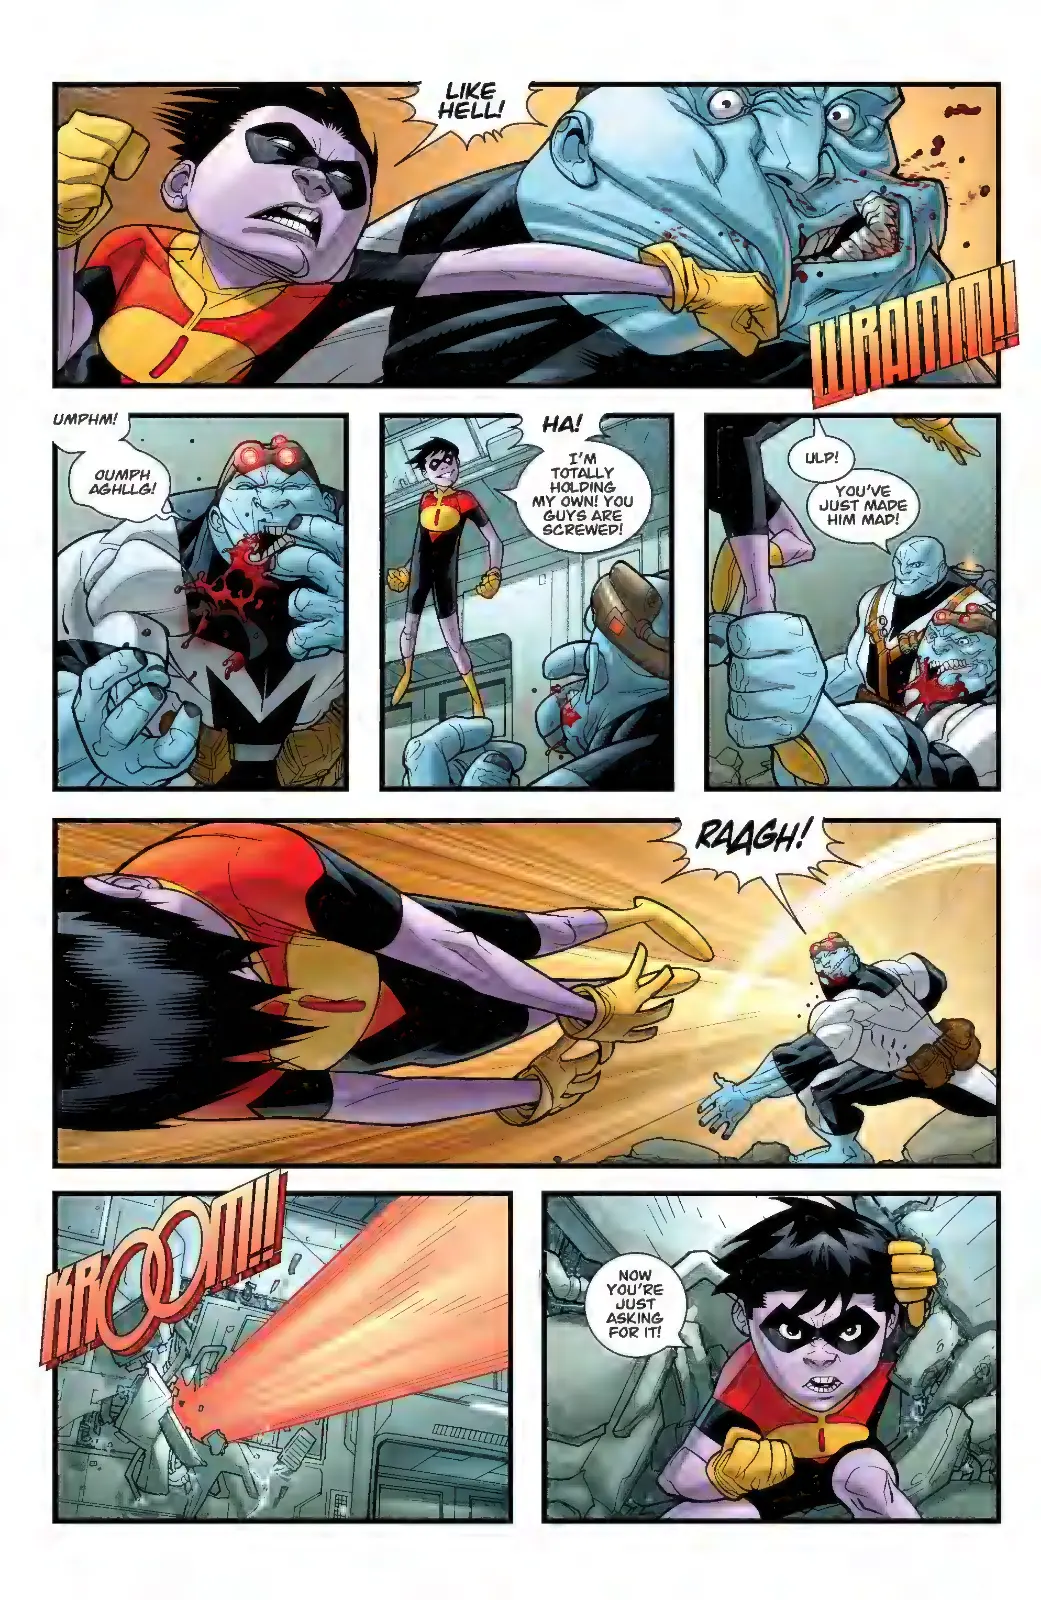 LIKE
HELL!
WRAMM!!
UMPHM!
OUMPH
AGHLLG!
HA!
I'M
TOTALLY
HOLDING
MY OWN! YOU
GUYS ARE
SCREWED!
ULP!
YOU'VE
JUST MADE
HIM MAD!
RAAGH!
KROOM!!
NOW
YOU'RE
JUST
ASKING
FOR IT!